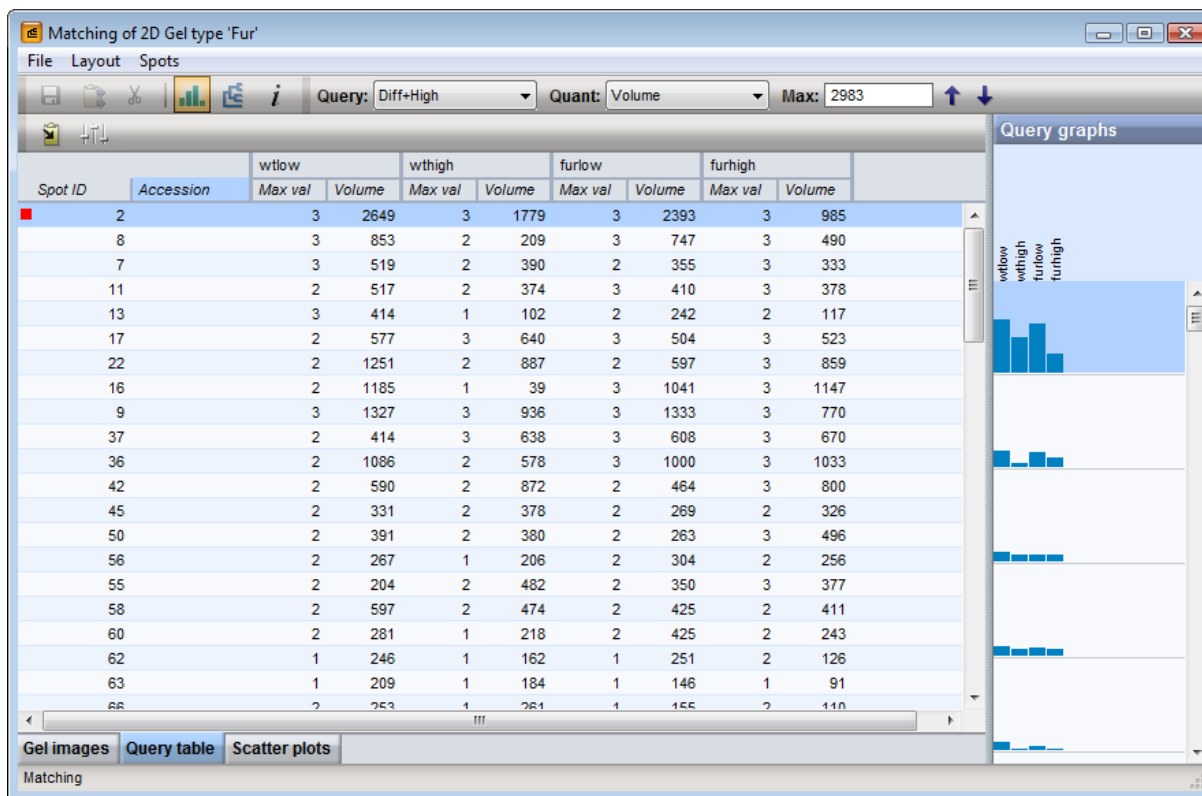 Matching of 2D Gel type 'Fur'
File Layout Spots
Query: Diff+High Quant: Volume Max: 2983
Query graphs
wtlow wthigh furlow furhigh
Spot ID Accession Max val Volume Max val Volume Max val Volume Max val Volume
wtlow wthigh furlow furhigh
2 3 2649 3 1779 3 2393 3 985
8 3 853 2 209 3 747 3 490
7 3 519 2 390 2 355 3 333
11 2 517 2 374 3 410 3 378
13 3 414 1 102 2 242 2 117
17 2 577 3 640 3 504 3 523
22 2 1251 2 887 2 597 3 859
16 2 1185 1 39 3 1041 3 1147
9 3 1327 3 936 3 1333 3 770
37 2 414 3 638 3 608 3 670
36 2 1086 2 578 3 1000 3 1033
42 2 590 2 872 2 464 3 800
45 2 331 2 378 2 269 2 326
50 2 391 2 380 2 263 3 496
56 2 267 1 206 2 304 2 256
55 2 204 2 482 2 350 3 377
58 2 597 2 474 2 425 2 411
60 2 281 1 218 2 425 2 243
62 1 246 1 162 1 251 2 126
63 1 209 1 184 1 146 1 91
66 2 253 1 261 1 155 2 110
Gel images Query table Scatter plots
Matching